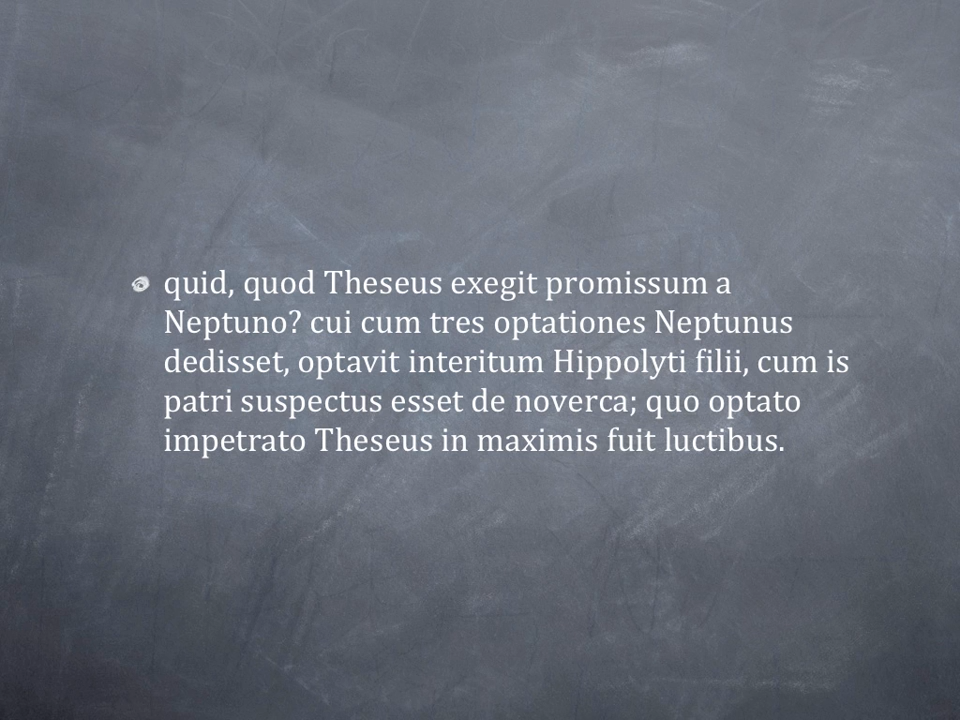 quid, quod Theseus exegit promissum a
Neptuno? cui cum tres optationes Neptunus
dedisset, optavit interitum Hippolyti filii, cum is
patri suspectus esset de noverca; quo optato
impetrato Theseus in maximis fuit luctibus.